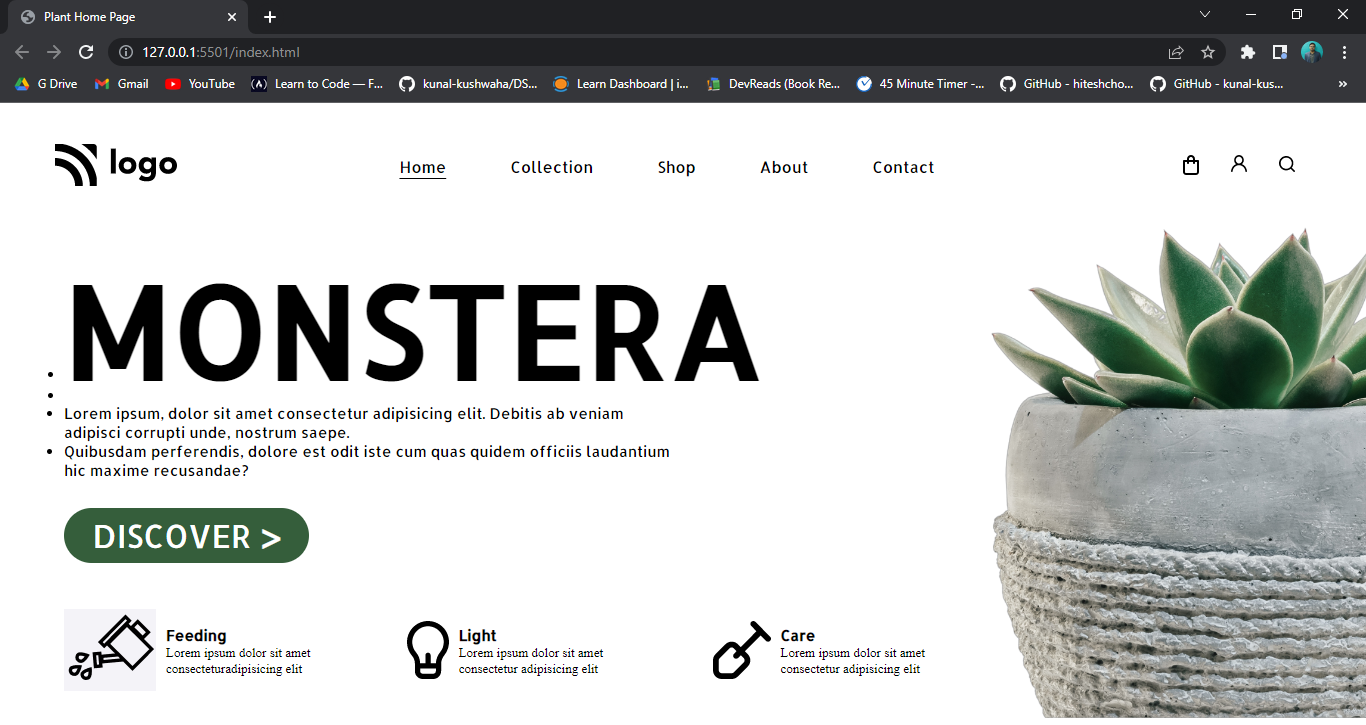 Plant Home Page
127.0.0.1:5501/index.html
G Drive
Gmail
YouTube
Learn to Code — F...
kunal-kushwaha/DS...
Learn Dashboard | i...
DevReads (Book Re...
45 Minute Timer -...
GitHub - hiteshcho...
GitHub - kunal-kus...
»
logo
Home
Collection
Shop
About
Contact
MONSTERA
Lorem ipsum, dolor sit amet consectetur adipisicing elit. Debitis ab veniam
adipisci corrupti unde, nostrum saepe.
Quibusdam perferendis, dolore est odit iste cum quas quidem officiis laudantium
hic maxime recusandae?
DISCOVER >
Feeding
Lorem ipsum dolor sit amet
consecteturadipisicing elit
Light
Lorem ipsum dolor sit amet
consectetur adipisicing elit
Care
Lorem ipsum dolor sit amet
consectetur adipisicing elit